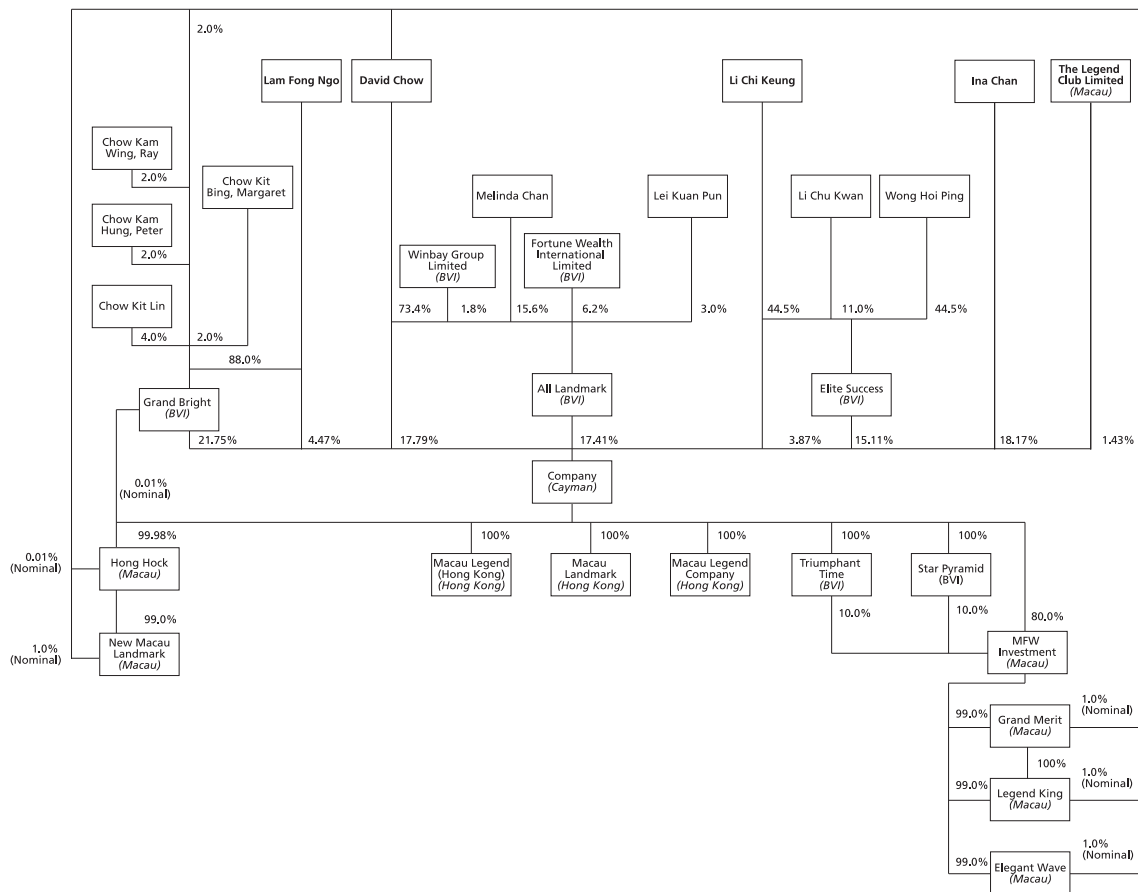 2.0%
Lam Fong Ngo
David Chow
Li Chi Keung
Ina Chan
The Legend
Club Limited
(Macau)
Chow Kam
Wing, Ray
2.0%
Chow Kit
Bing, Margaret
Melinda Chan
Lei Kuan Pun
Li Chu Kwan
Wong Hoi Ping
Chow Kam
Hung, Peter
2.0%
Winbay Group
Limited
(BVI)
Fortune Wealth
International
Limited
(BVI)
Chow Kit Lin
4.0%
2.0%
73.4%
1.8%
15.6%
6.2%
3.0%
44.5%
11.0%
44.5%
88.0%
Grand Bright
(BVI)
All Landmark
(BVI)
Elite Success
(BVI)
21.75%
4.47%
17.79%
17.41%
3.87%
15.11%
18.17%
1.43%
Company
(Cayman)
0.01%
(Nominal)
99.98%
100%
100%
100%
100%
100%
0.01%
(Nominal)
Hong Hock
(Macau)
Macau Legend
(Hong Kong)
(Hong Kong)
Macau
Landmark
(Hong Kong)
Macau Legend
Company
(Hong Kong)
Triumphant
Time
(BVI)
Star Pyramid
(BVI)
99.0%
10.0%
10.0%
80.0%
1.0%
(Nominal)
New Macau
Landmark
(Macau)
MFW
Investment
(Macau)
99.0%
Grand Merit
(Macau)
1.0%
(Nominal)
100%
99.0%
Legend King
(Macau)
1.0%
(Nominal)
99.0%
Elegant Wave
(Macau)
1.0%
(Nominal)